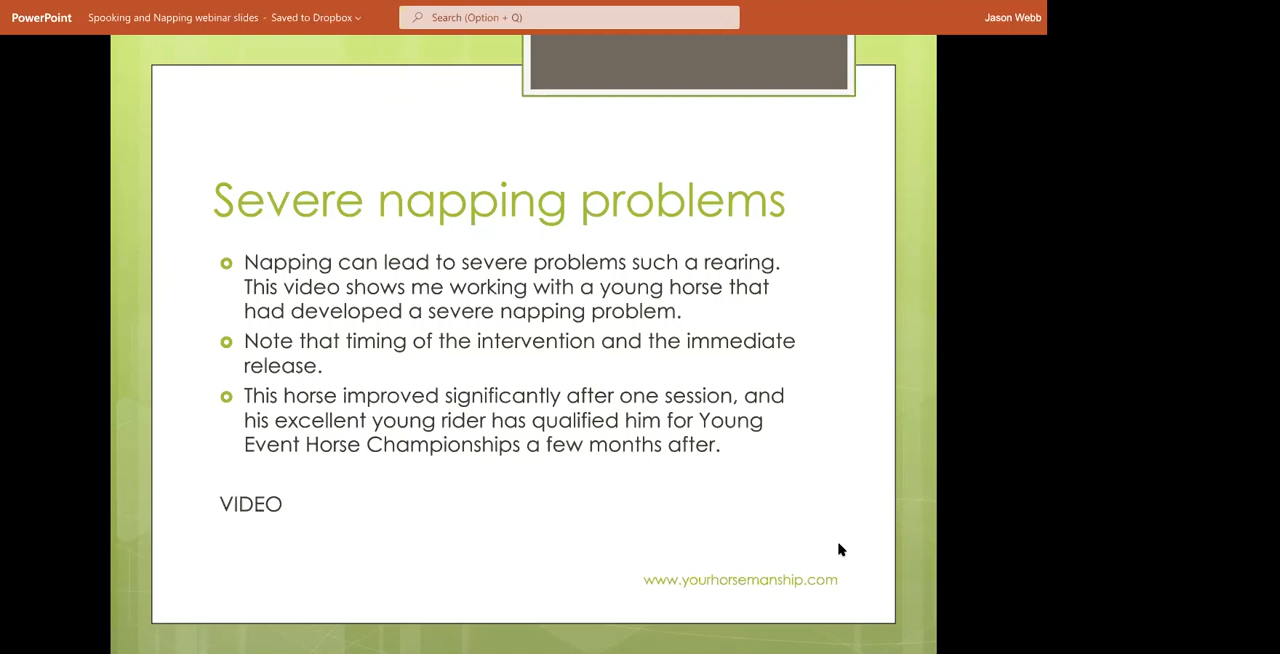 PowerPoint Spooking and Napping webinar slides - Saved to Dropbox Search (Option + Q) Jason Webb
Severe napping problems
Napping can lead to severe problems such a rearing.
This video shows me working with a young horse that
had developed a severe napping problem.
Note that timing of the intervention and the immediate
release.
This horse improved significantly after one session, and
his excellent young rider has qualified him for Young
Event Horse Championships a few months after.
VIDEO
www.yourhorsemanship.com